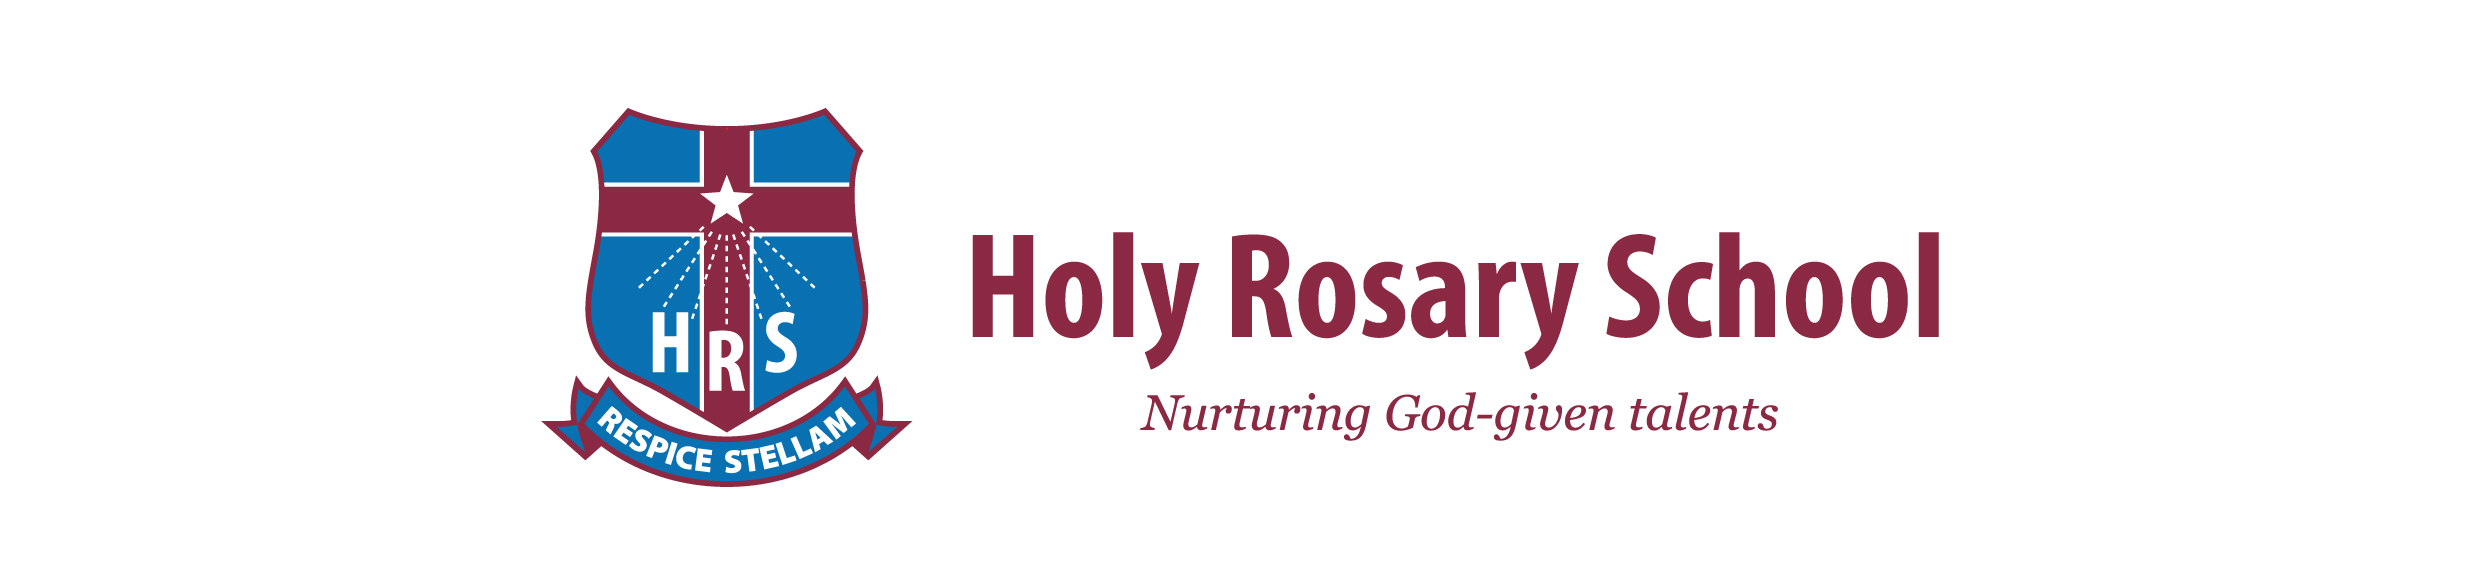 HRS
RESPICE STELLAM
Holy Rosary School
Nurturing God-given talents